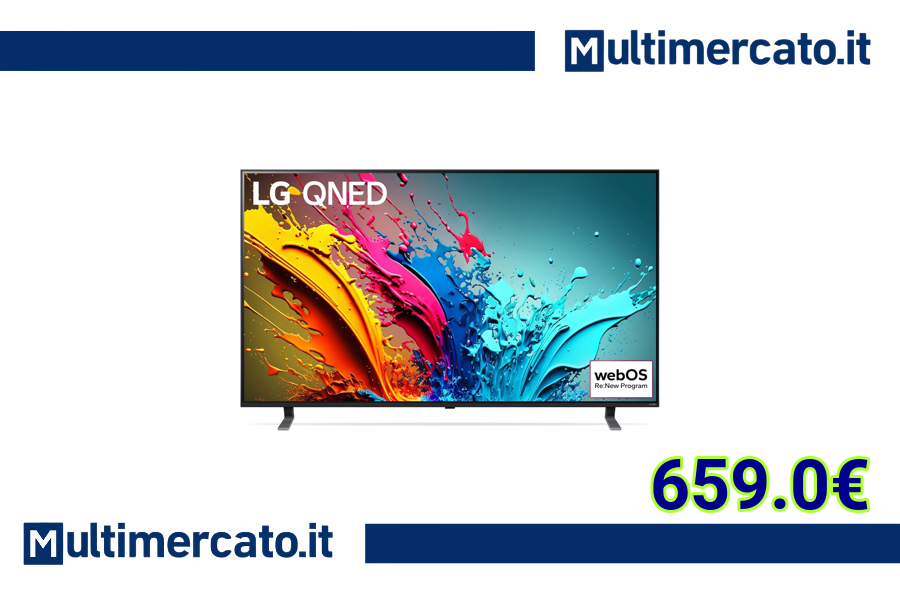 Multimercato.it
LG QNED
webOS
Re:New Program
659.0€
Multimercato.it